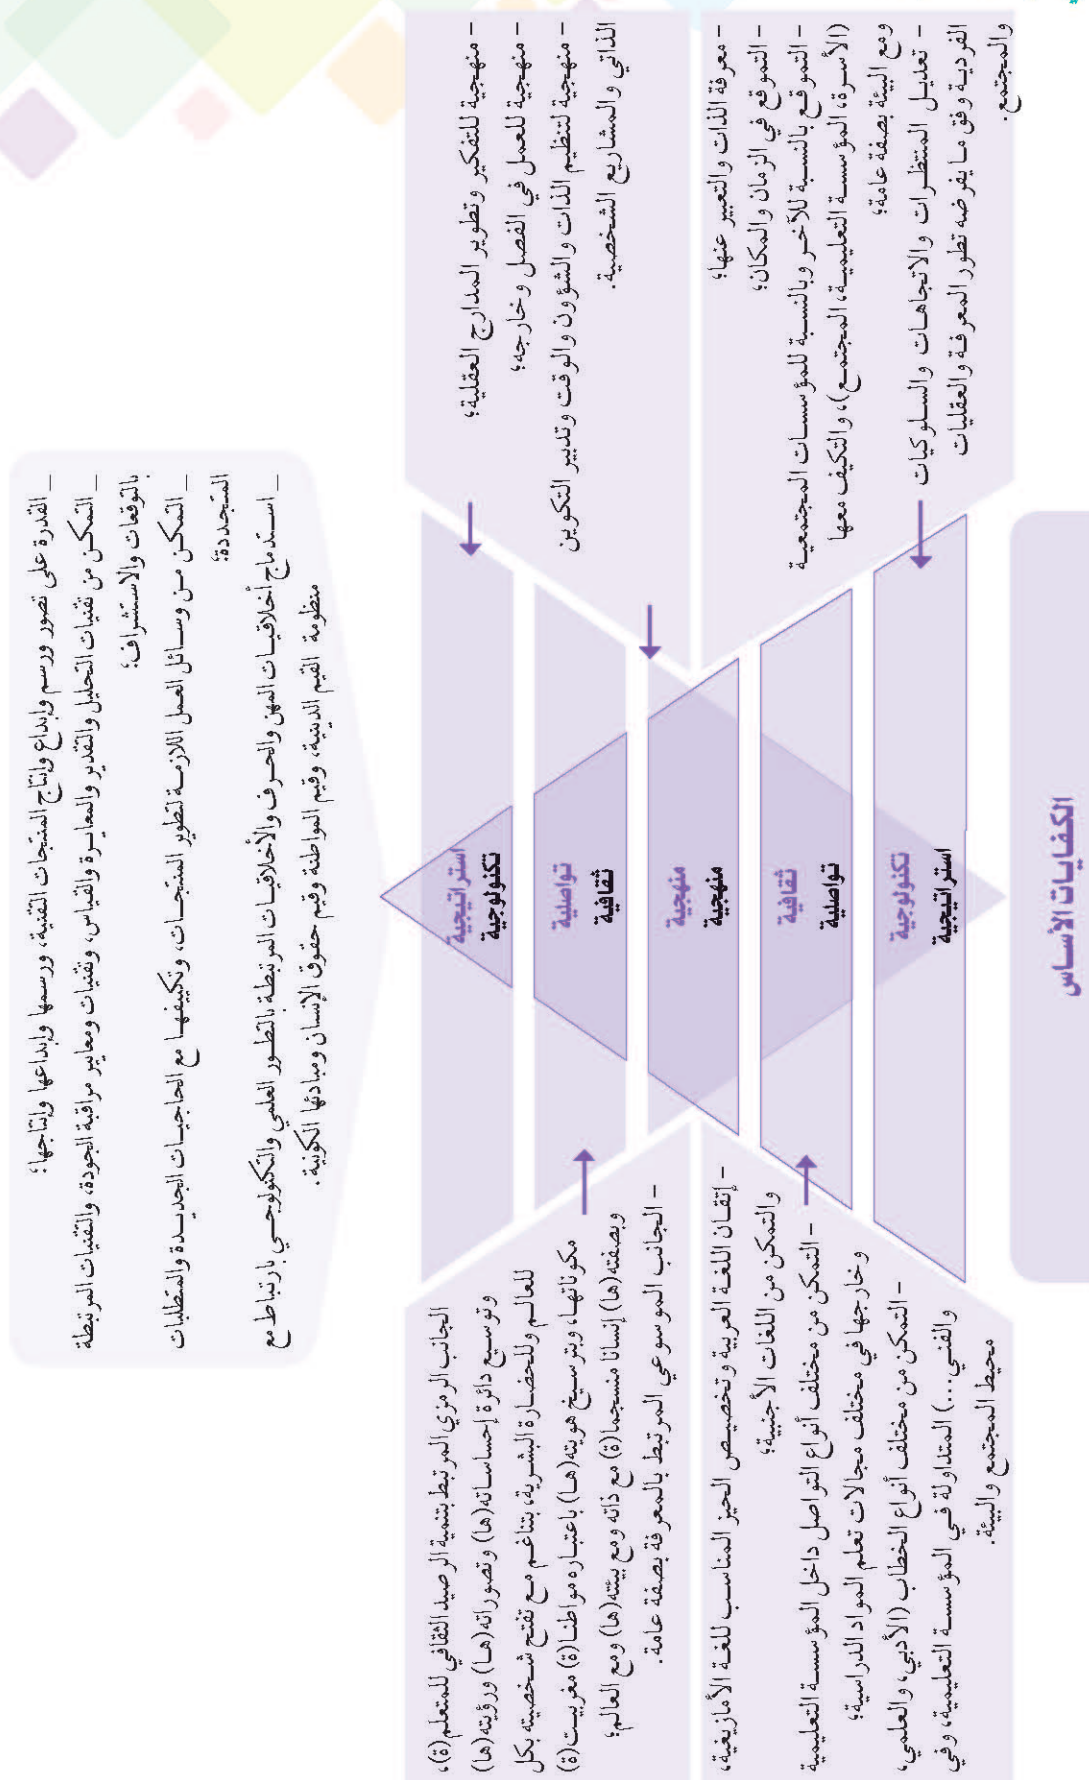 – القدرة على تصور ورسم وإبداع وإنتاج المنتجات التقنية، ورسمها وإبداعها وإنتاجها؛
– التمكن من تقنيات التحليل والتقدير والمعايرة والقياس، وتقنيات ومعايير مراقبة الجودة، والتقنيات المرتبطة
بالتوقعات والاستشراف؛
– التمكن من وسائل العمل اللازمة لتطوير المنتجات، وتكييفها مع الحاجيات الجديدة والمتطلبات
المتجددة؛
– استدماج أخلاقيات المهن والحرف والأخلاقيات المرتبطة بالتطور العلمي والتكنولوجي بارتباط مع
منظومة القيم الدينية، وقيم المواطنة وقيم حقوق الإنسان ومبادئها الكونية.
– منهجية للتفكير وتطوير المدارج العقلية؛
– منهجية للعمل في الفصل وخارجه؛
– منهجية لتنظيم الذات والشؤون والوقت وتدبير التكوين
الذاتي والمشاريع الشخصية.
– معرفة الذات والتعبير عنها؛
– التموقع في الزمان والمكان؛
– التموقع بالنسبة للآخر وبالنسبة للمؤسسات المجتمعية
(الأسرة، المؤسسة التعليمية، المجتمع)، والتكيف معها
ومع البيئة بصفة عامة؛
– تعديل المنتظرات والاتجاهات والسلوكيات
الفردية وفق ما يفرضه تطور المعرفة والعقليات
والمجتمع.
استراتيجية
تكنولوجية
تواصلية
ثقافية
منهجية
منهجية
ثقافية
تواصلية
تكنولوجية
استراتيجية
الجانب الرمزي المرتبط بتنمية الرصيد الثقافي للمتعلم(ة)،
وتوسيع دائرة إحساساته(ها) وتصوراته(ها) ورؤيته(ها)
للعالم وللحضارة البشرية، بتناغم مع تفتح شخصيته بكل
مكوناتها، وبترسيخ هويته(ها) باعتباره مواطنا(ة) مغربيت(ة)
وبصفته(ها) إنسانا منسجما(ة) مع ذاته ومع بيئته(ها) ومع العالم؛
– الجانب الموسوعي المرتبط بالمعرفة بصفة عامة.
– إتقان اللغة العربية وتخصيص الحيز المناسب للغة الأمازيغية،
والتمكن من اللغات الأجنبية؛
– التمكن من مختلف أنواع التواصل داخل المؤسسة التعليمية
وخارجها في مختلف مجالات تعلم المواد الدراسية؛
– التمكن من مختلف أنواع الخطاب (الأدبي، والعلمي،
والفني...) المتداولة في المؤسسة التعليمية، وفي
محيط المجتمع والبيئة.
الكفايات الأساس